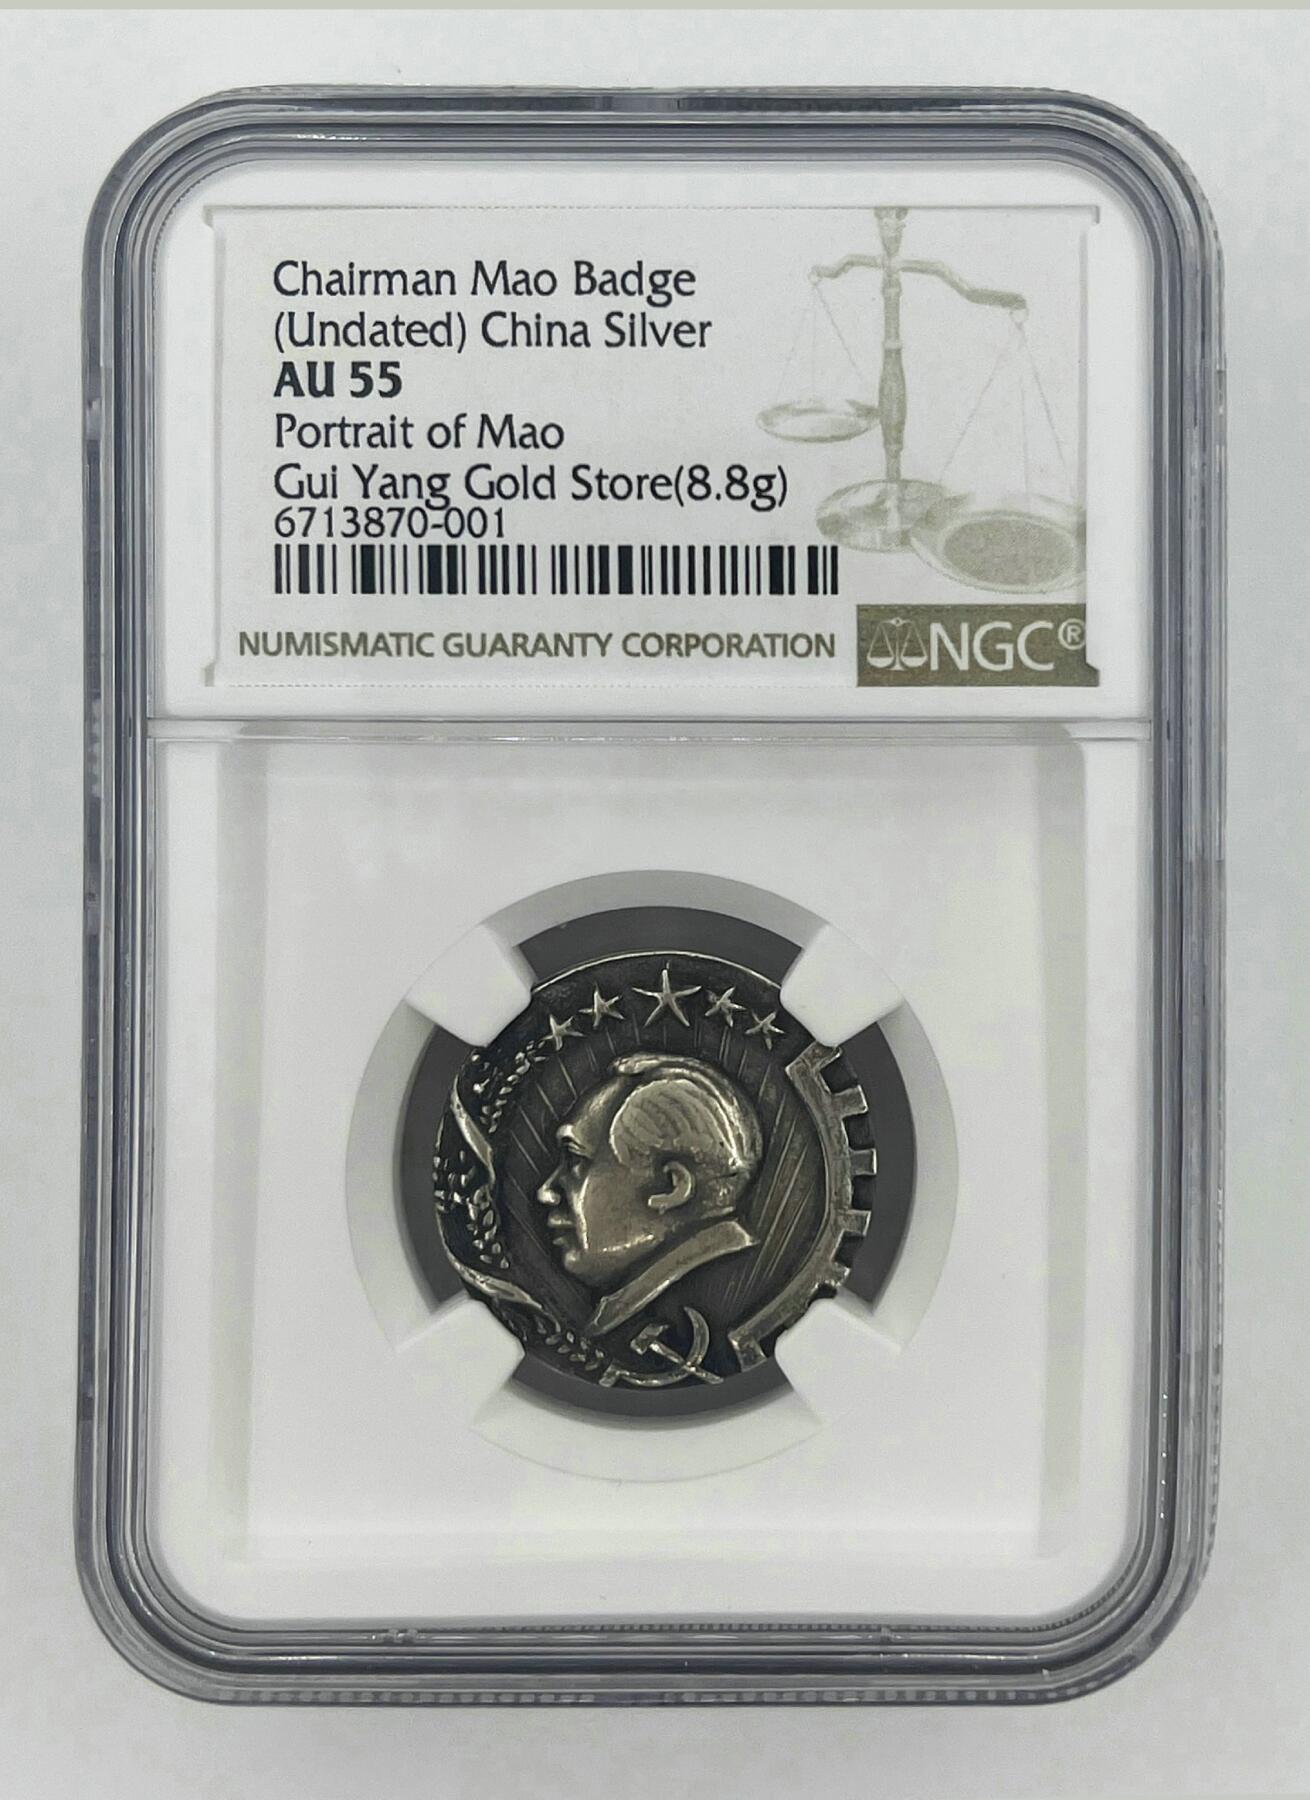 Chairman Mao Badge
(Undated) China Silver
AU 55
Portrait of Mao
Gui Yang Gold Store(8.8g)
6713870-001
NUMISMATIC GUARANTY CORPORATION
NGC®